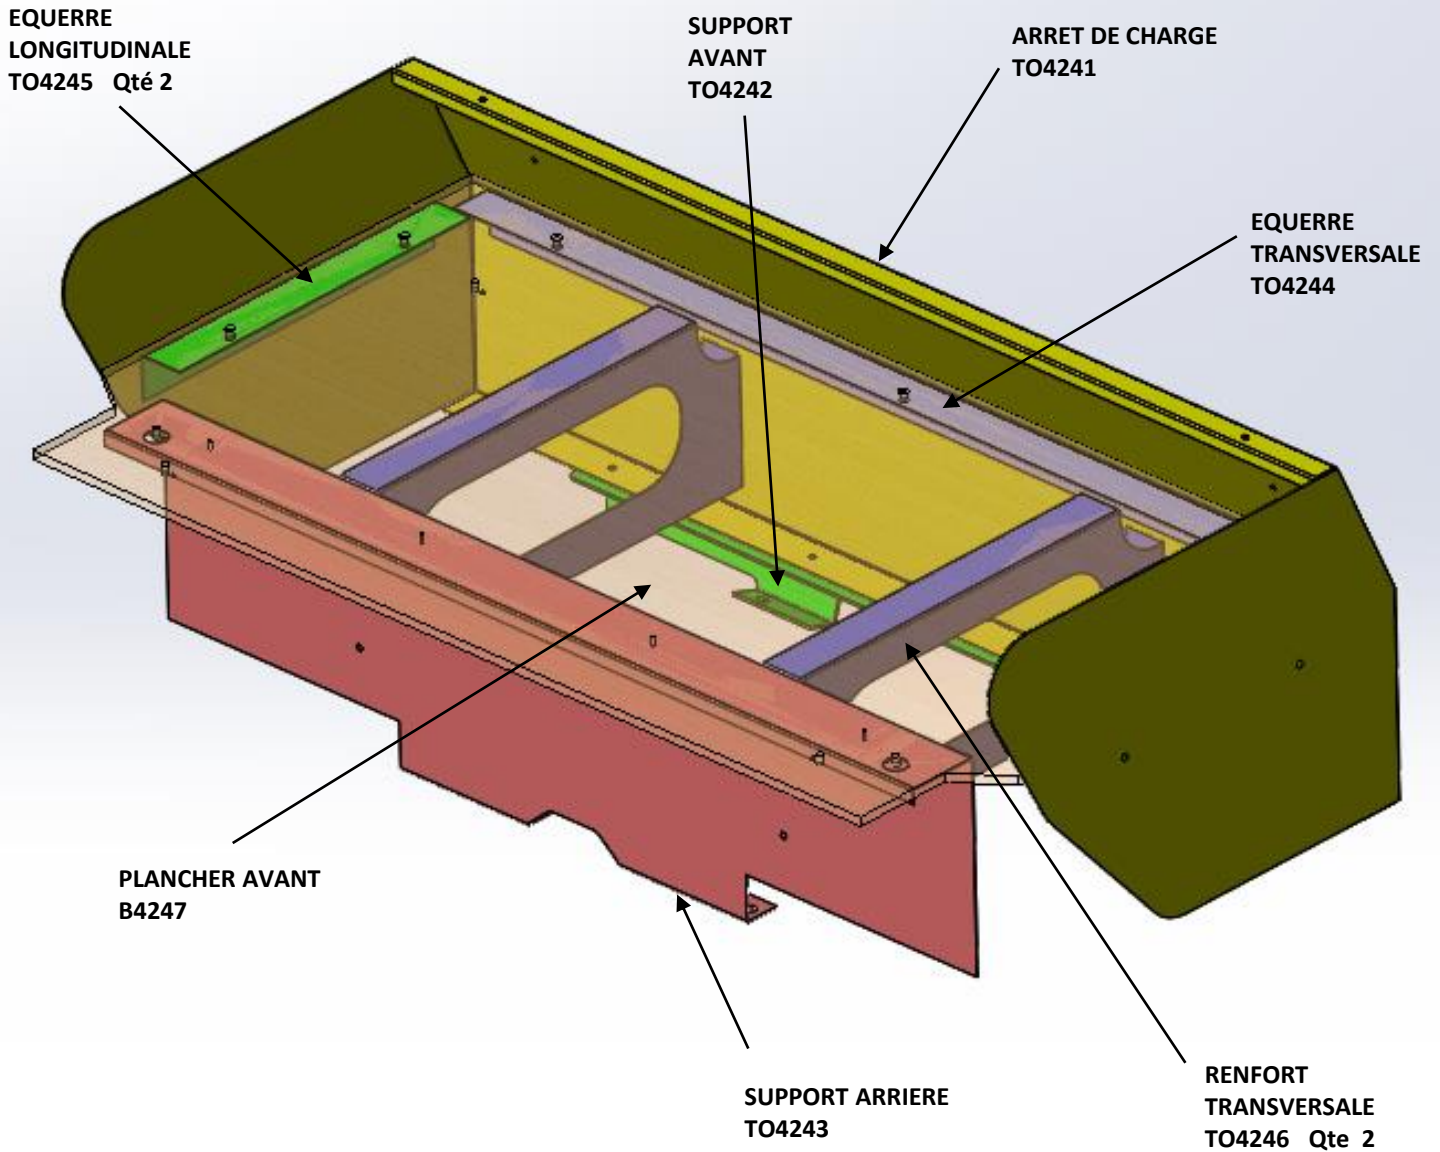 EQUERRE
LONGITUDINALE
TO4245 Qté 2
SUPPORT
AVANT
TO4242
ARRET DE CHARGE
TO4241
EQUERRE
TRANSVERSALE
TO4244
PLANCHER AVANT
B4247
SUPPORT ARRIERE
TO4243
RENFORT
TRANSVERSALE
TO4246 Qte 2